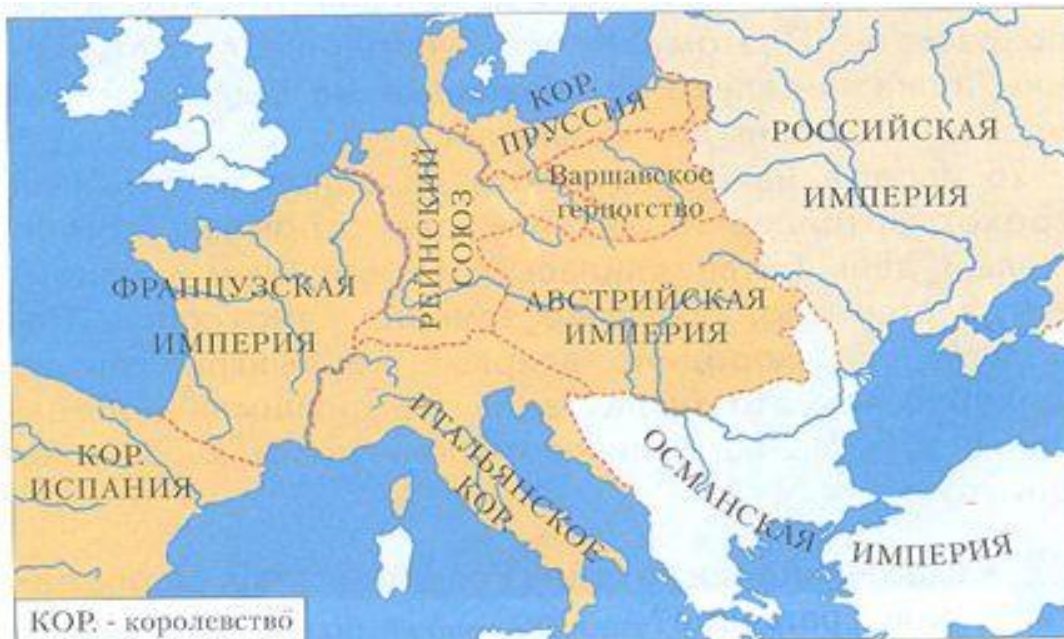 КОР.
ПРУССИЯ
РОССИЙСКАЯ
ИМПЕРИЯ
РЕЙНСКИЙ
СОЮЗ
Варшавское
герцогство
ФРАНЦУЗСКАЯ
ИМПЕРИЯ
АВСТРИЙСКАЯ
ИМПЕРИЯ
ИТАЛЬЯНСКОЕ
КОР.
КОР.
ИСПАНИЯ
ОСМАНСКАЯ
ИМПЕРИЯ
КОР. - королевство